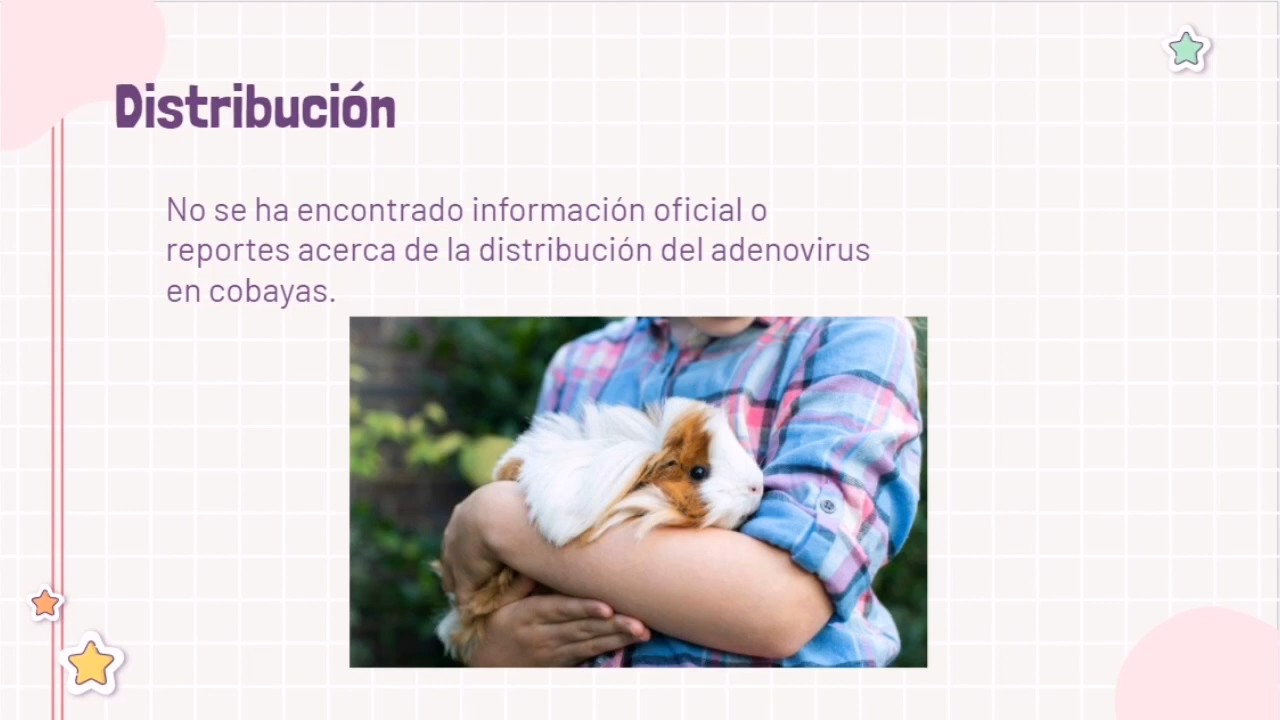 Distribución
No se ha encontrado información oficial o
reportes acerca de la distribución del adenovirus
en cobayas.